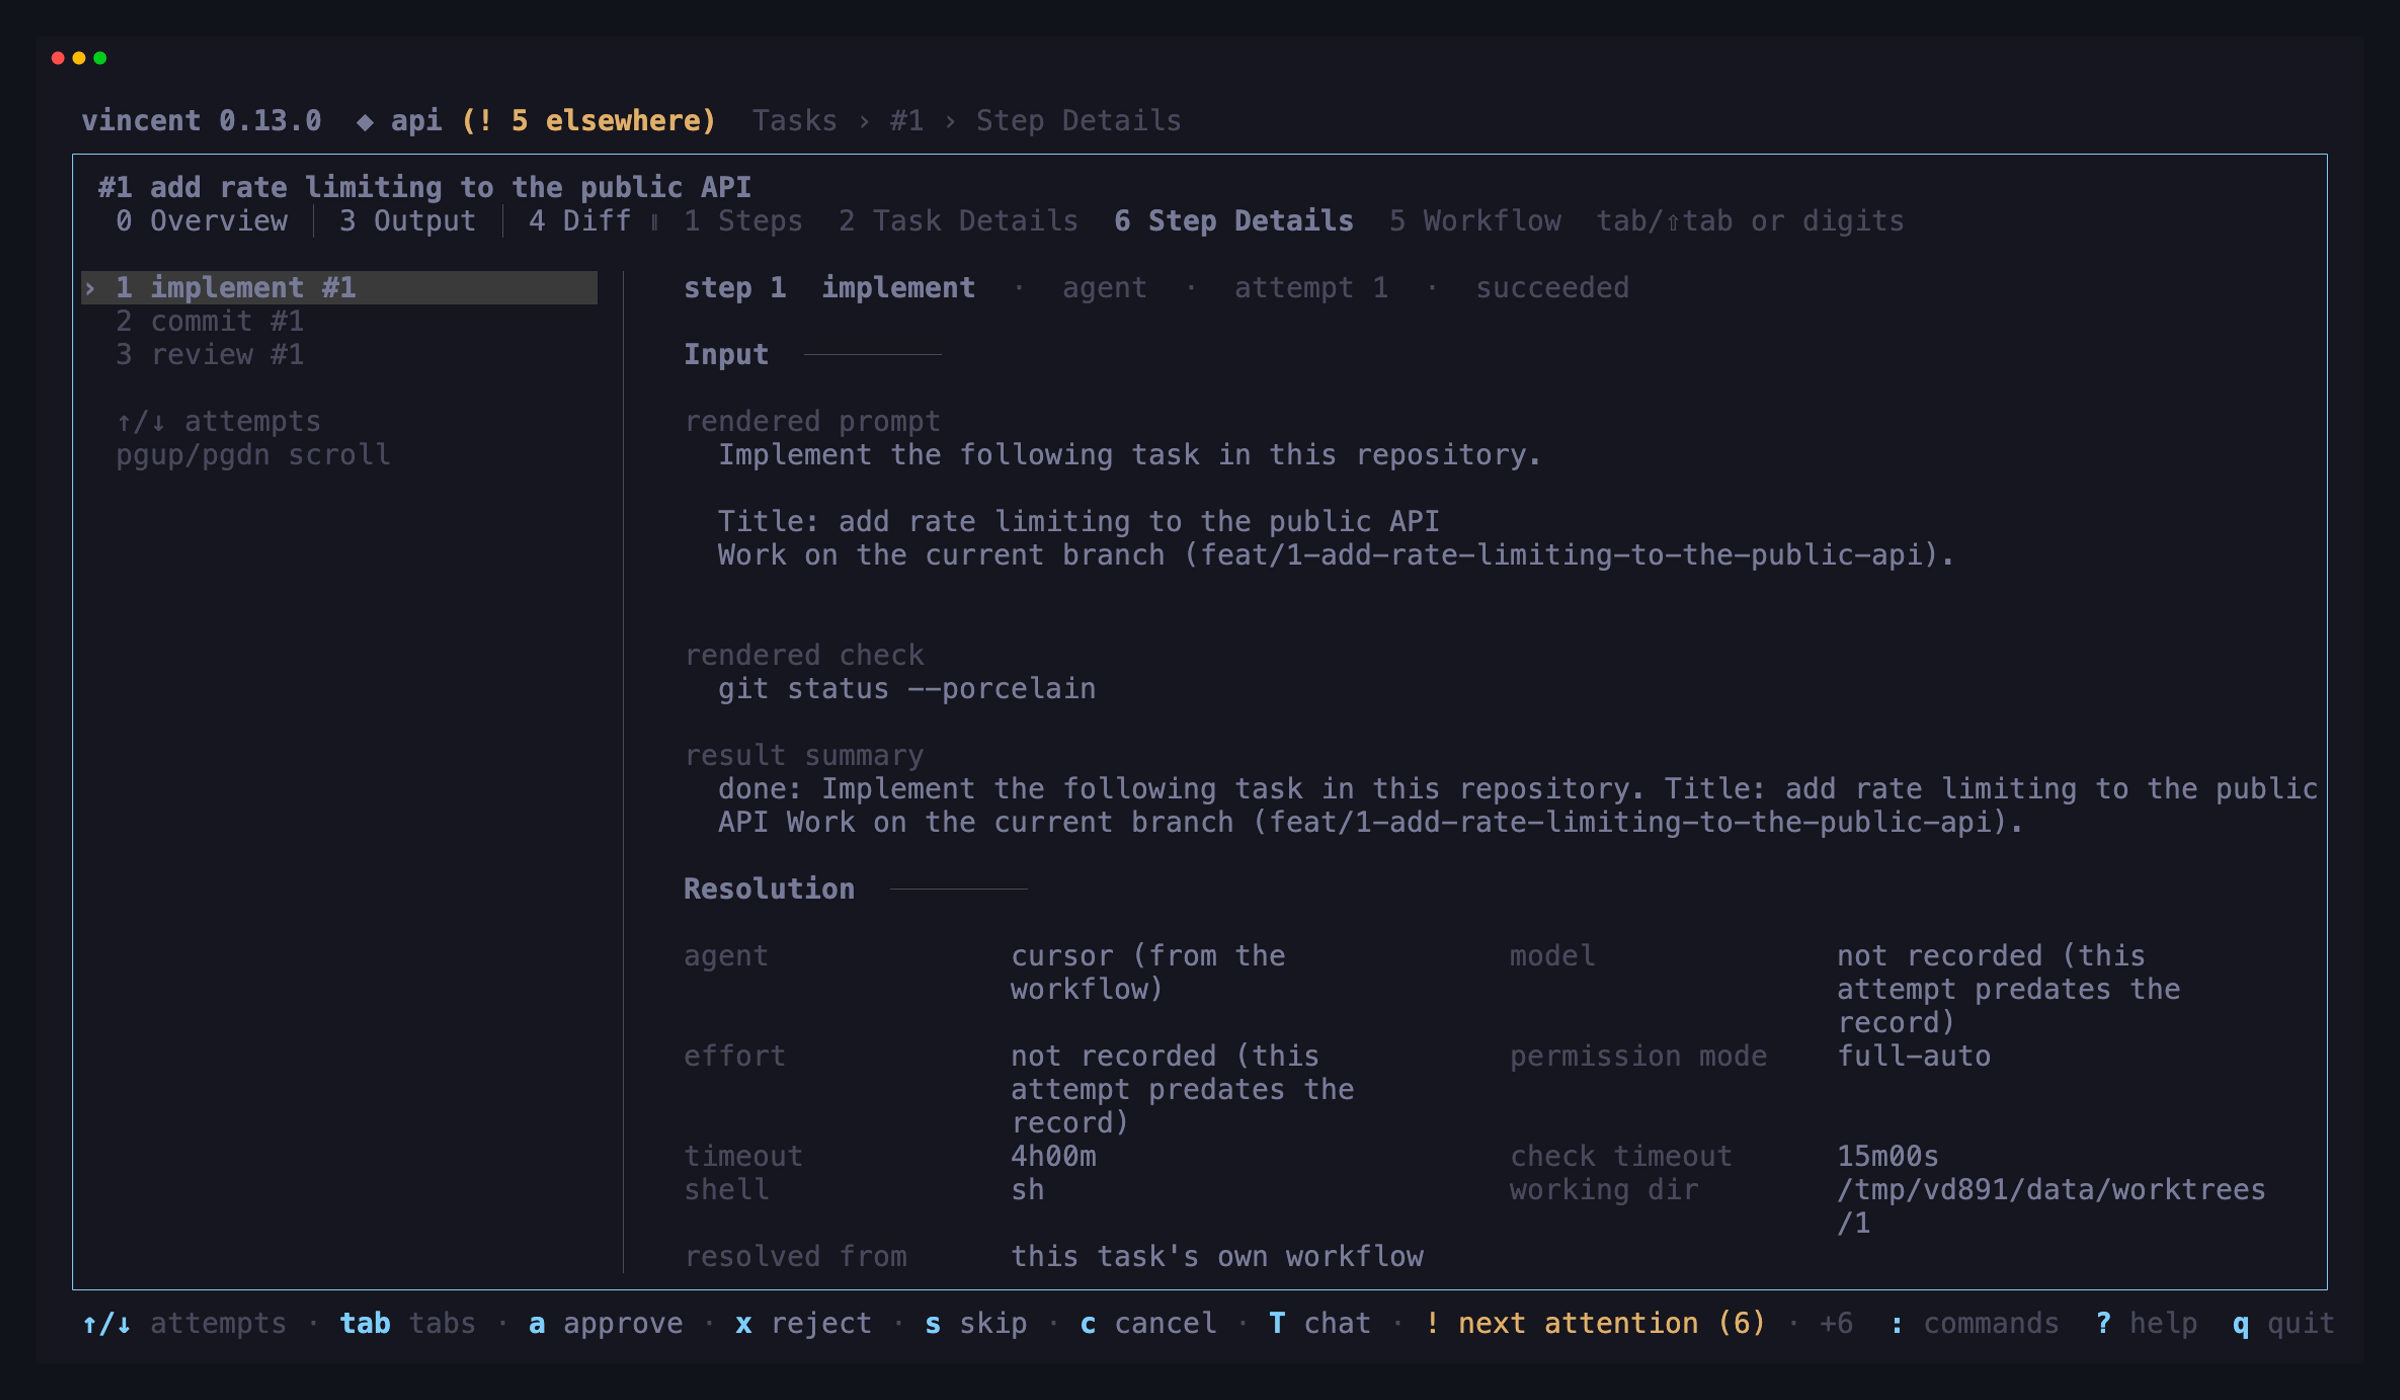 vincent 0.13.0 ◆ api (! 5 elsewhere) Tasks › #1 › Step Details
#1 add rate limiting to the public API
0 Overview │ 3 Output │ 4 Diff ‖ 1 Steps 2 Task Details 6 Step Details 5 Workflow tab/⇧tab or digits
› 1 implement #1
2 commit #1
3 review #1
↑/↓ attempts
pgup/pgdn scroll
step 1 implement · agent · attempt 1 · succeeded
Input
rendered prompt
Implement the following task in this repository.
Title: add rate limiting to the public API
Work on the current branch (feat/1-add-rate-limiting-to-the-public-api).
rendered check
git status --porcelain
result summary
done: Implement the following task in this repository. Title: add rate limiting to the public
API Work on the current branch (feat/1-add-rate-limiting-to-the-public-api).
Resolution
agent cursor (from the model not recorded (this
workflow) attempt predates the
record)
effort not recorded (this permission mode full-auto
attempt predates the
record)
timeout 4h00m check timeout 15m00s
shell sh working dir /tmp/vd891/data/worktrees
/1
resolved from this task's own workflow
↑/↓ attempts · tab tabs · a approve · x reject · s skip · c cancel · T chat · ! next attention (6) · +6 : commands ? help q quit